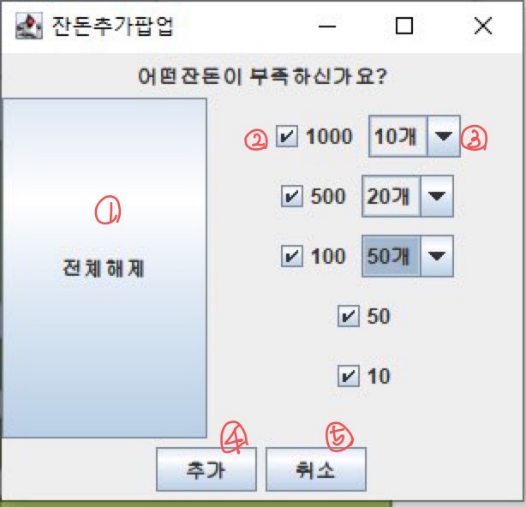 잔돈추가팝업
어떤잔돈이 부족하신가요?
① 전체해제
② 1000 10개 ③
500 20개
100 50개
50
10
④ ⑤
추가 취소